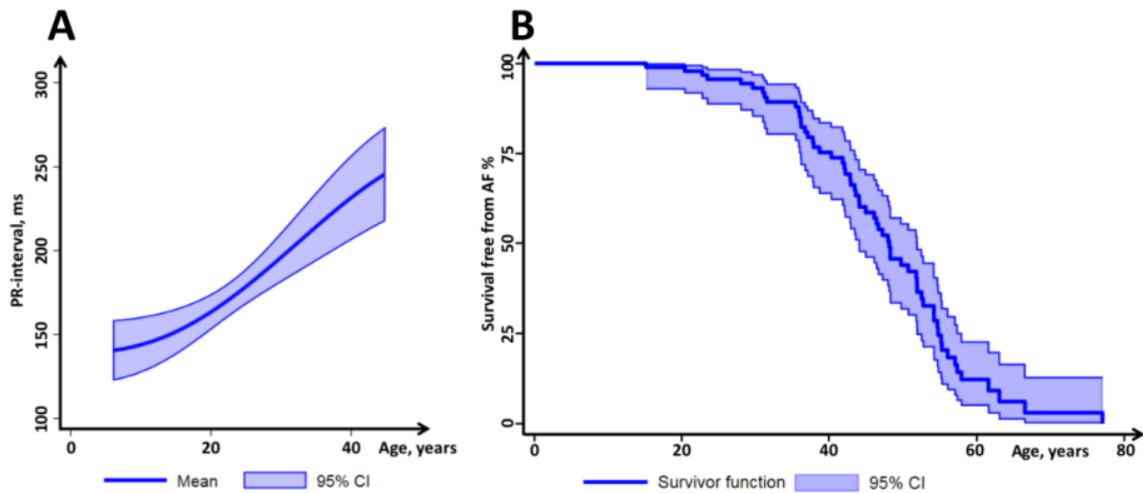 A
B
PR-interval, ms
300
250
200
150
100
0
20
40
Age, years
Mean
95% CI
Survival free from AF %
100
75
50
25
0
0
20
40
60
Age, years
80
Survivor function
95% CI